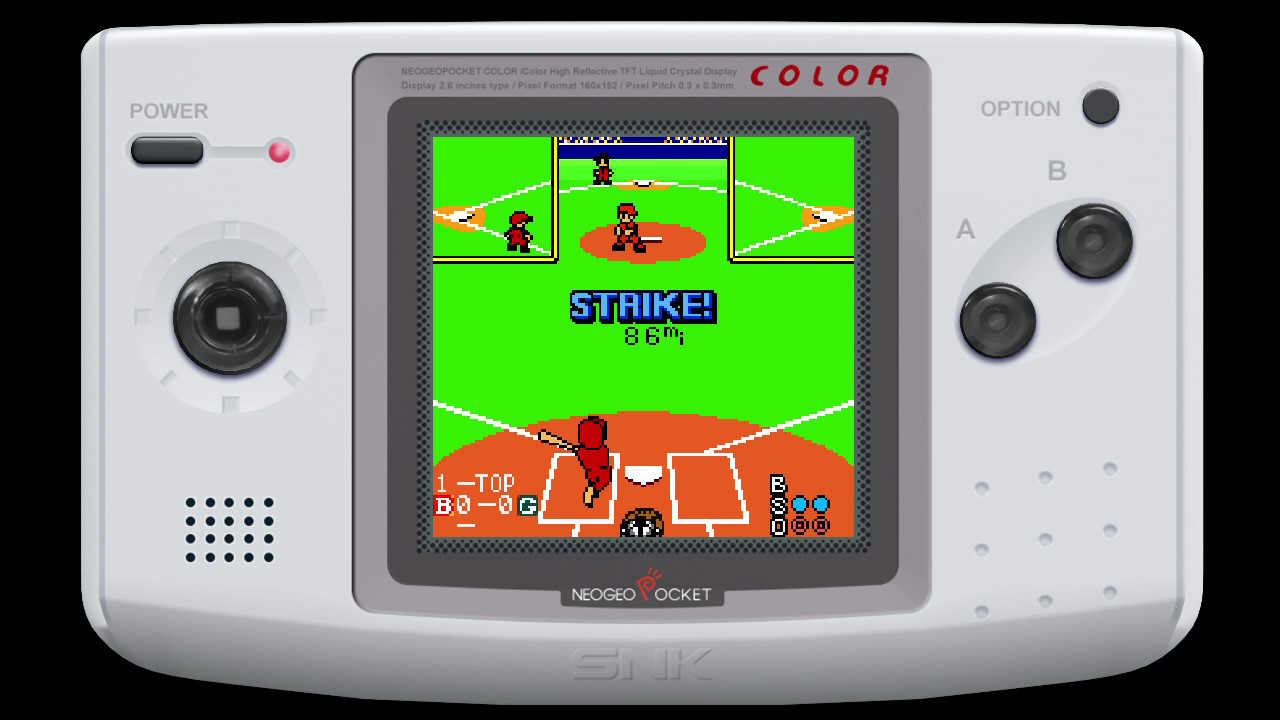 NEOGEOPOCKET COLOR /Color High Reflective TFT Liquid Crystal Display
Display 2.6 inches type / Pixel Format 160x152 / Pixel Pitch 0.3 x 0.3mm
COLOR
POWER
OPTION
B
A
STRIKE!
86mi
1 -TOP
B0 -0G
B
S
O
NEOGEO POCKET
SNK